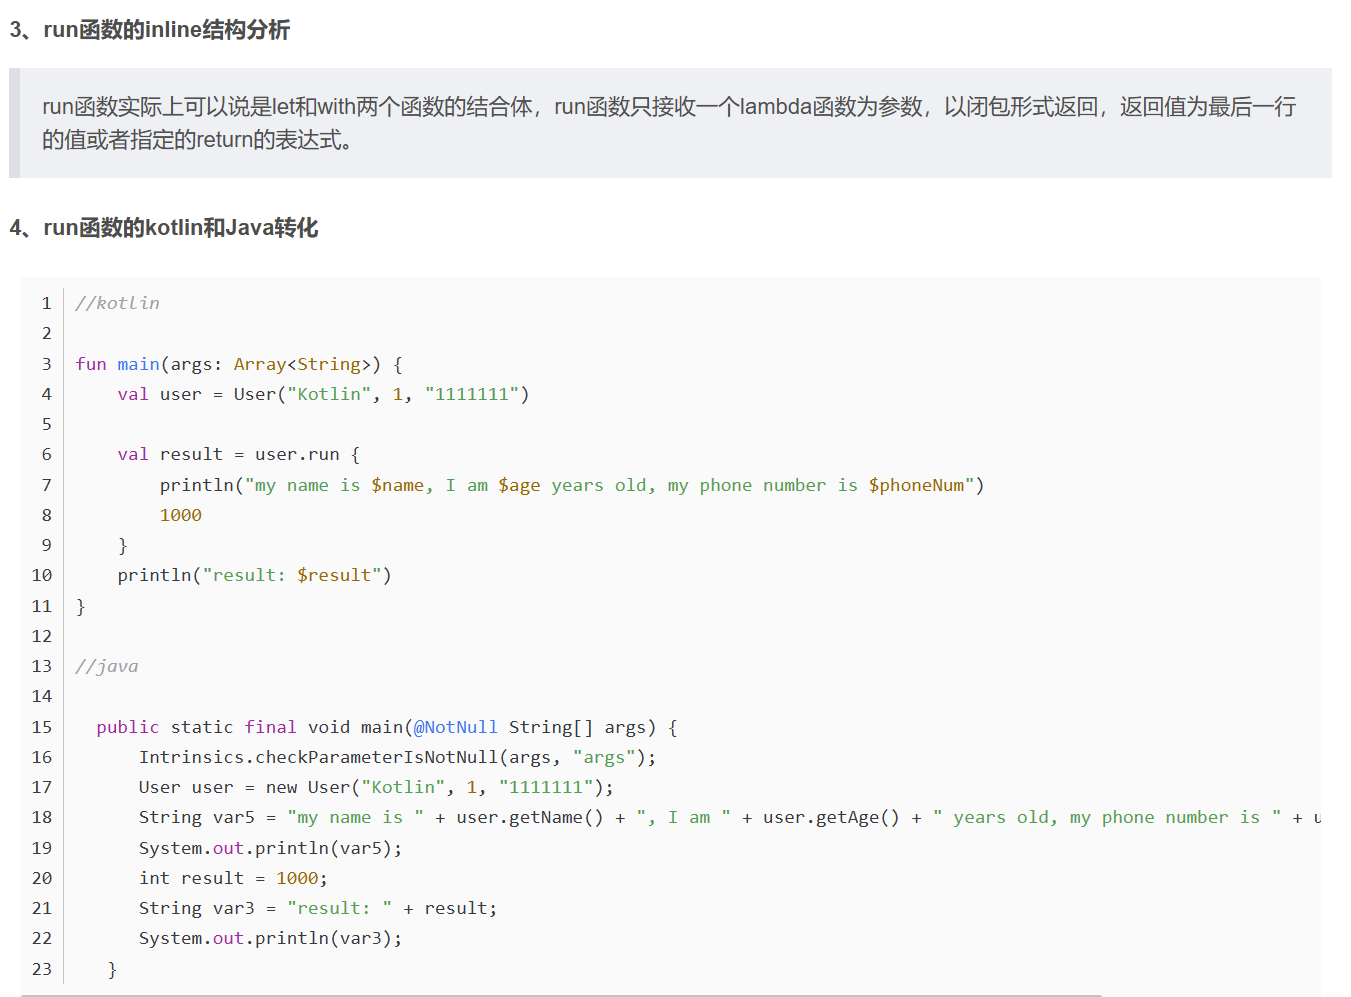 3、run函数的inline结构分析
run函数实际上可以说是let和with两个函数的结合体，run函数只接收一个lambda函数为参数，以闭包形式返回，返回值为最后一行
的值或者指定的return的表达式。
4、run函数的kotlin和Java转化
1 //kotlin
2
3 fun main(args: Array<String>) {
4     val user = User("Kotlin", 1, "1111111")
5
6     val result = user.run {
7         println("my name is $name, I am $age years old, my phone number is $phoneNum")
8         1000
9     }
10     println("result: $result")
11 }
12
13 //java
14
15   public static final void main(@NotNull String[] args) {
16       Intrinsics.checkParameterIsNotNull(args, "args");
17       User user = new User("Kotlin", 1, "1111111");
18       String var5 = "my name is " + user.getName() + ", I am " + user.getAge() + " years old, my phone number is " +
19       System.out.println(var5);
20       int result = 1000;
21       String var3 = "result: " + result;
22       System.out.println(var3);
23    }